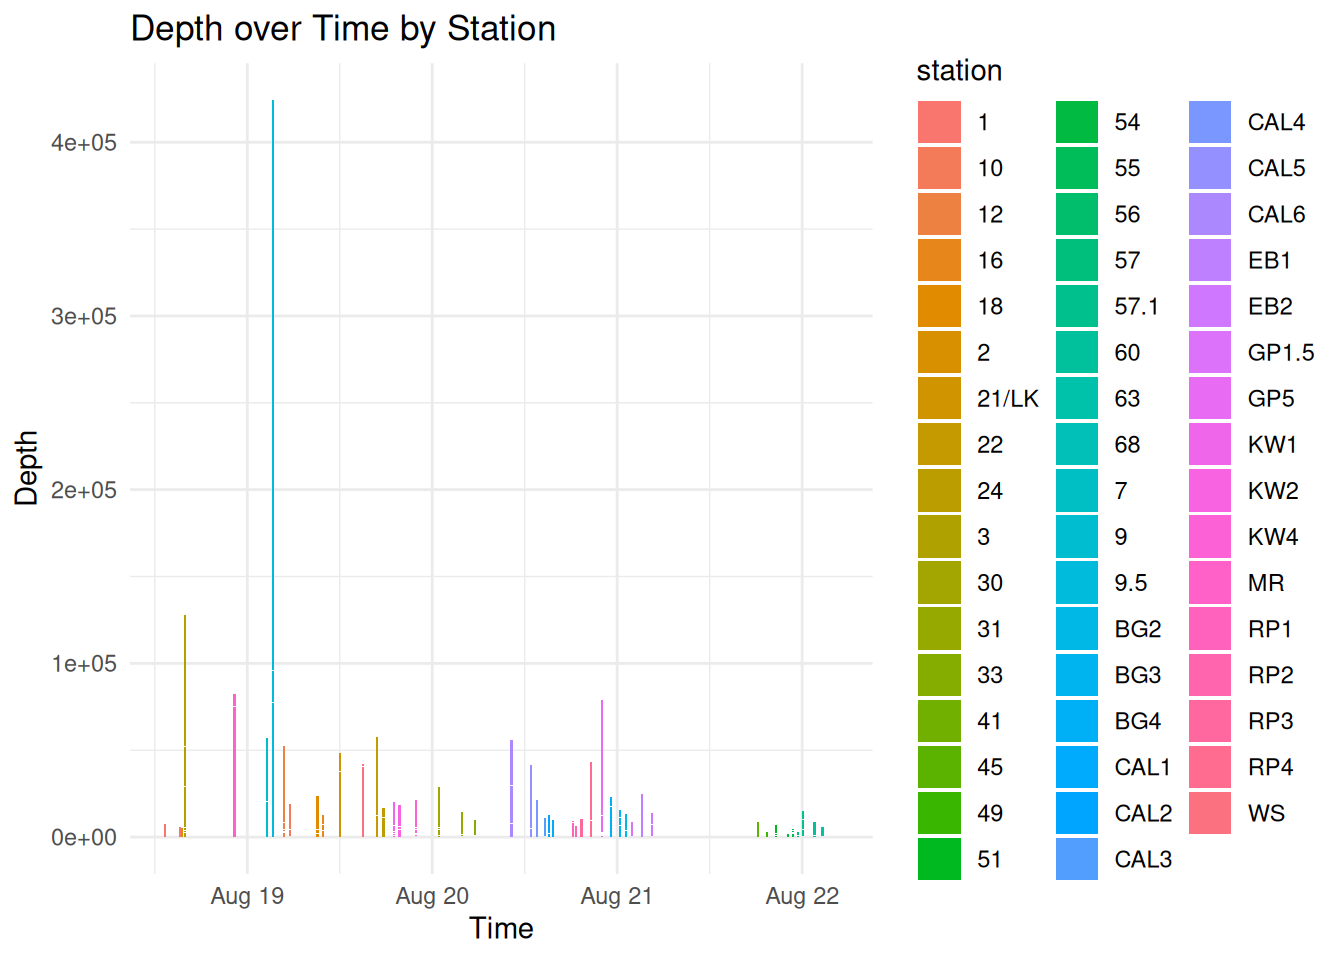 Depth over Time by Station
station
1
10
12
16
18
2
21/LK
22
24
3
30
31
33
41
45
49
51
54
55
56
57
57.1
60
63
68
7
9
9.5
BG2
BG3
BG4
CAL1
CAL2
CAL3
CAL4
CAL5
CAL6
EB1
EB2
GP1.5
GP5
KW1
KW2
KW4
MR
RP1
RP2
RP3
RP4
WS
Depth
4e+05
3e+05
2e+05
1e+05
0e+00
Aug 19 Aug 20 Aug 21 Aug 22
Time